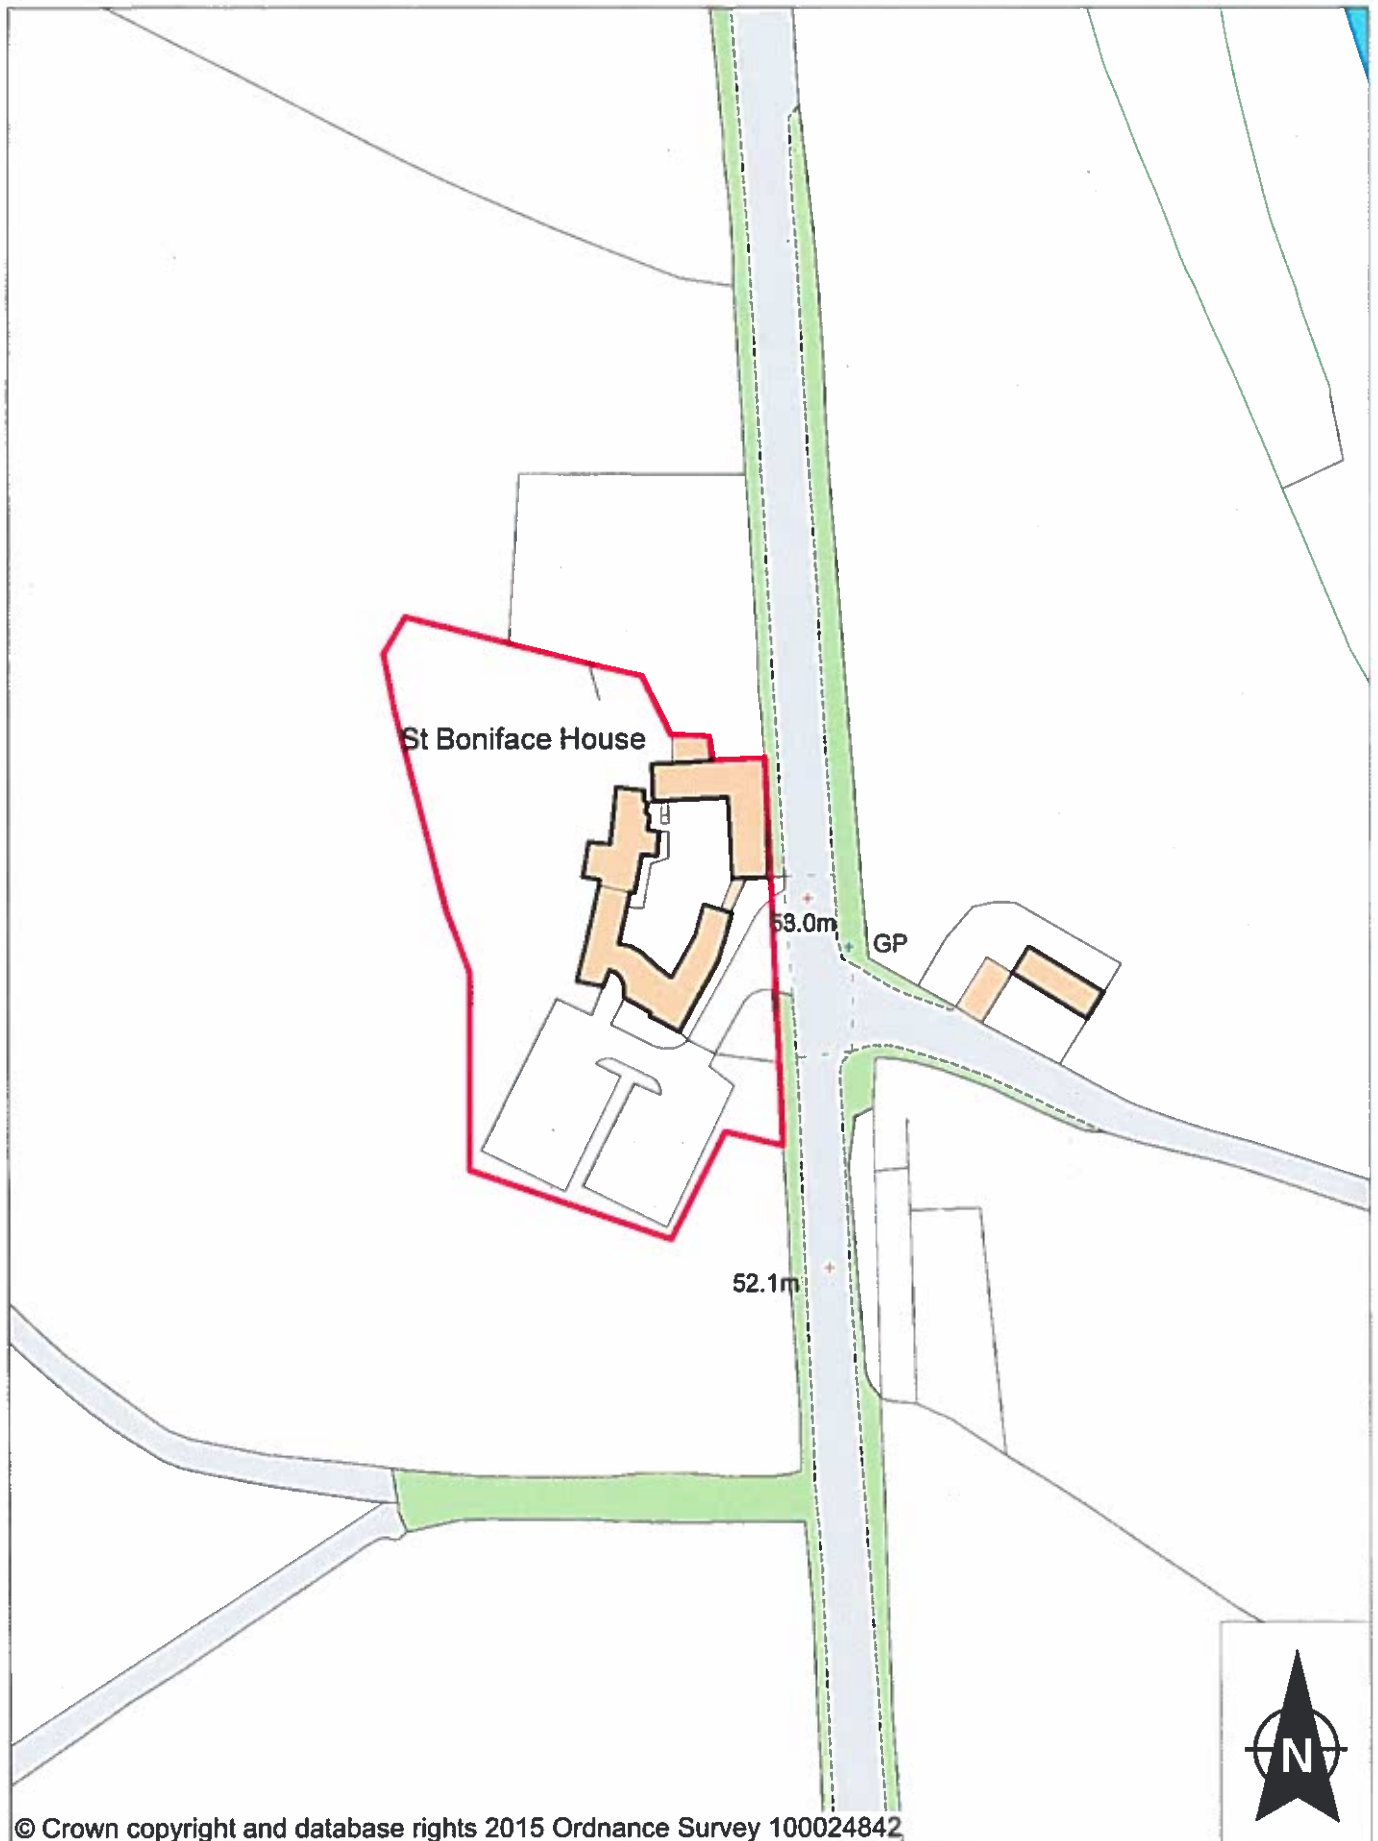 St Boniface House
53.0m
GP
52.1m
N
© Crown copyright and database rights 2015 Ordnance Survey 100024842